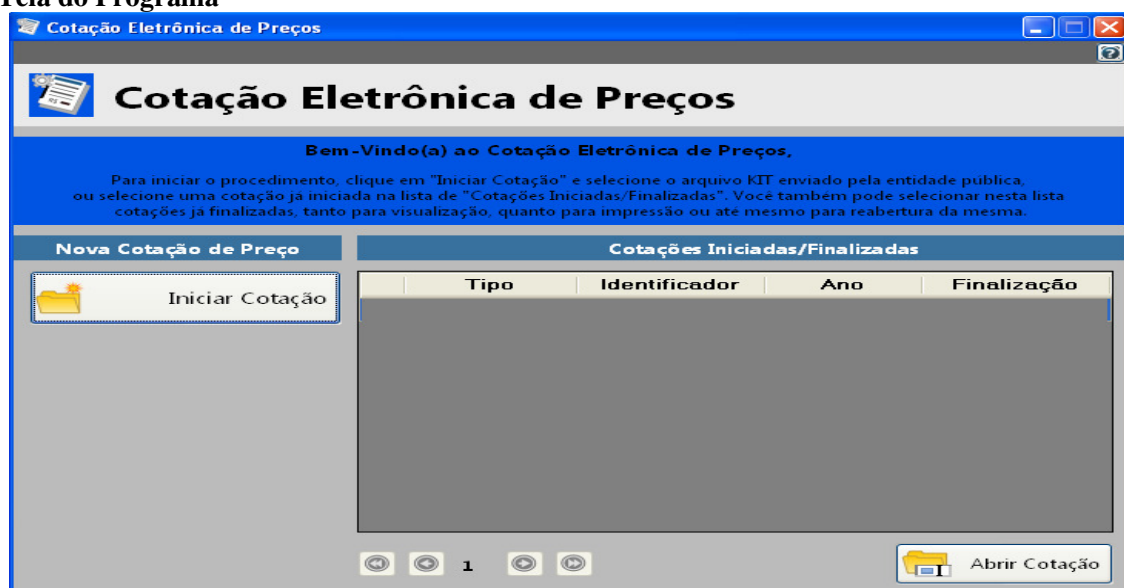 Tela do Programa
Cotação Eletrônica de Preços
Cotação Eletrônica de Preços
Bem-Vindo(a) ao Cotação Eletrônica de Preços,
Para iniciar o procedimento, clique em "Iniciar Cotação" e selecione o arquivo KIT enviado pela entidade pública,
ou selecione uma cotação já iniciada na lista de "Cotações Iniciadas/Finalizadas". Você também pode selecionar nesta lista
cotações já finalizadas, tanto para visualização, quanto para impressão ou até mesmo para reabertura da mesma.
Nova Cotação de Preço
Cotações Iniciadas/Finalizadas
Iniciar Cotação
Tipo Identificador Ano Finalização
1
Abrir Cotação